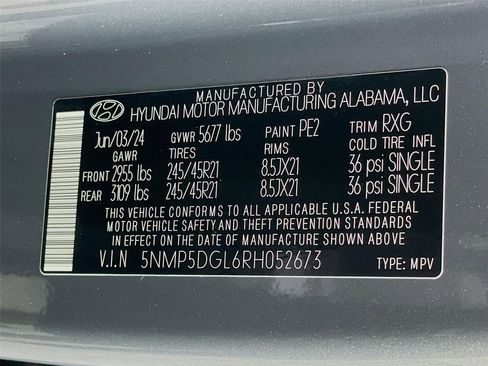 MANUFACTURED BY
HYUNDAI MOTOR MANUFACTURING ALABAMA, LLC
Jun/03/24 GVWR 5677 lbs PAINT PE2 TRIM RXG
GAWR TIRES RIMS COLD TIRE INFL
FRONT 2955 lbs 245/45R21 8.5JX21 36 psi SINGLE
REAR 3109 lbs 245/45R21 8.5JX21 36 psi SINGLE
THIS VEHICLE CONFORMS TO ALL APPLICABLE U.S.A. FEDERAL
MOTOR VEHICLE SAFETY AND THEFT PREVENTION STANDARDS
IN EFFECT ON THE DATE OF MANUFACTURE SHOWN ABOVE
V.I.N 5NMP5DGL6RH052673 TYPE: MPV